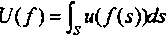 U(f) = ∫_S u(f(s))ds